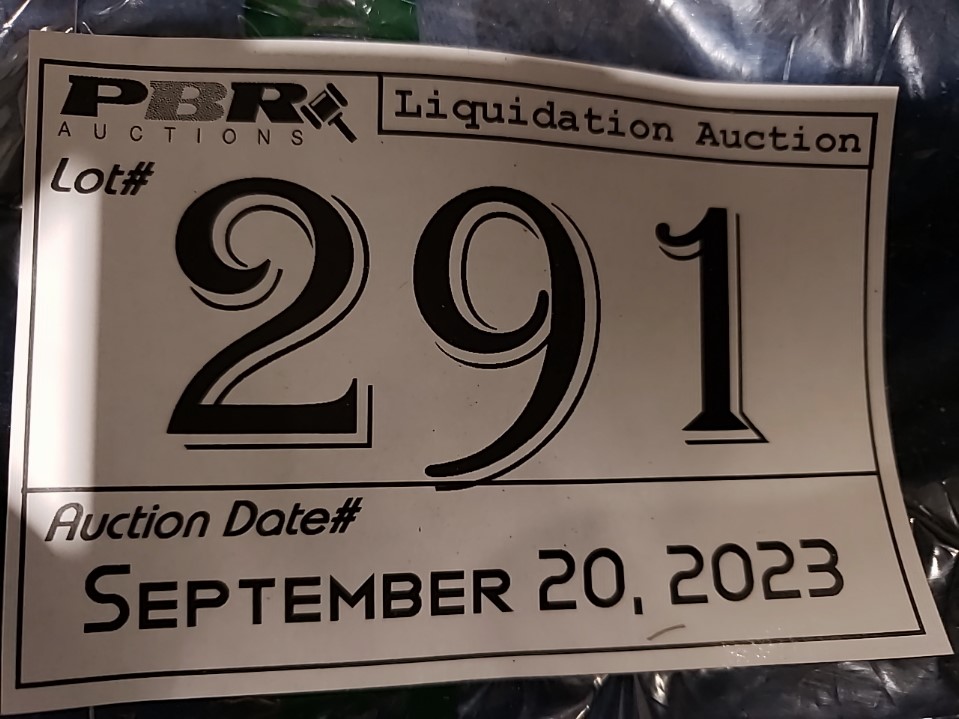 PBR
AUCTIONS
Liquidation Auction
Lot#
291
Auction Date#
SEPTEMBER 20, 2023